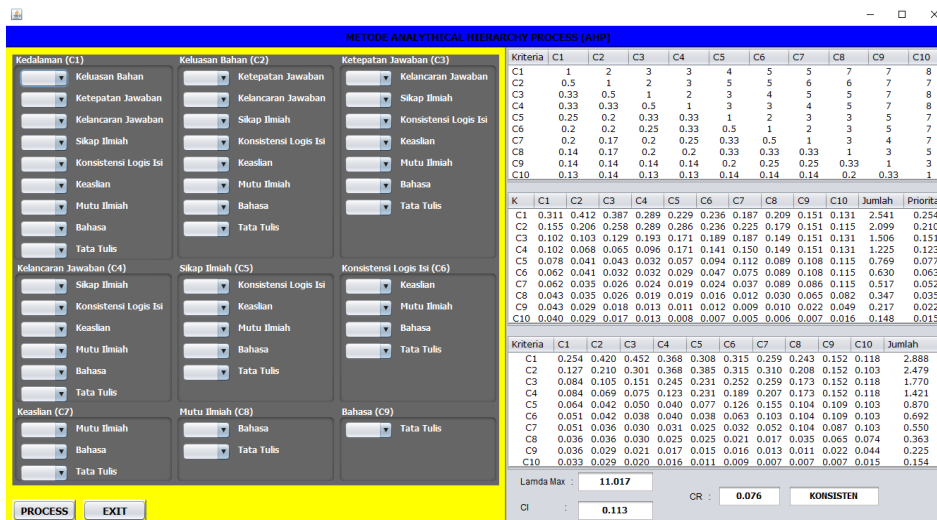 METODE ANALYTHICAL HIERARCHY PROCESS (AHP)
Kedalaman (C1)
Keluasan Bahan
Ketepatan Jawaban
Kelancaran Jawaban
Sikap Ilmiah
Konsistensi Logis Isi
Keaslian
Mutu Ilmiah
Bahasa
Tata Tulis
Keluasan Bahan (C2)
Ketepatan Jawaban
Kelancaran Jawaban
Sikap Ilmiah
Konsistensi Logis Isi
Keaslian
Mutu Ilmiah
Bahasa
Tata Tulis
Ketepatan Jawaban (C3)
Kelancaran Jawaban
Sikap Ilmiah
Konsistensi Logis Isi
Keaslian
Mutu Ilmiah
Bahasa
Tata Tulis
Kelancaran Jawaban (C4)
Sikap Ilmiah
Konsistensi Logis Isi
Keaslian
Mutu Ilmiah
Bahasa
Tata Tulis
Sikap Ilmiah (C5)
Konsistensi Logis Isi
Keaslian
Mutu Ilmiah
Bahasa
Tata Tulis
Konsistensi Logis Isi (C6)
Keaslian
Mutu Ilmiah
Bahasa
Tata Tulis
Keaslian (C7)
Mutu Ilmiah
Bahasa
Tata Tulis
Mutu Ilmiah (C8)
Bahasa
Tata Tulis
Bahasa (C9)
Tata Tulis
PROCESS EXIT
Kriteria C1 C2 C3 C4 C5 C6 C7 C8 C9 C10
C1 1 2 3 3 4 5 5 7 7 8
C2 0.5 1 2 3 5 5 6 6 7 7
C3 0.33 0.5 1 2 3 4 5 5 7 8
C4 0.33 0.33 0.5 1 3 3 4 5 7 8
C5 0.25 0.2 0.33 0.33 1 2 3 3 5 7
C6 0.2 0.2 0.25 0.33 0.5 1 2 3 5 7
C7 0.2 0.17 0.2 0.25 0.33 0.5 1 3 4 7
C8 0.14 0.17 0.2 0.2 0.33 0.33 0.33 1 3 5
C9 0.14 0.14 0.14 0.14 0.2 0.25 0.25 0.33 1 3
C10 0.13 0.14 0.13 0.13 0.14 0.14 0.14 0.2 0.33 1
K C1 C2 C3 C4 C5 C6 C7 C8 C9 C10 Jumlah Priorita
C1 0.311 0.412 0.387 0.289 0.229 0.236 0.187 0.209 0.151 0.131 2.541 0.254
C2 0.155 0.206 0.258 0.289 0.286 0.236 0.225 0.179 0.151 0.115 2.099 0.210
C3 0.102 0.103 0.129 0.193 0.171 0.189 0.187 0.149 0.151 0.131 1.506 0.151
C4 0.102 0.068 0.065 0.096 0.171 0.141 0.150 0.149 0.151 0.131 1.225 0.123
C5 0.078 0.041 0.043 0.032 0.057 0.094 0.112 0.089 0.108 0.115 0.769 0.077
C6 0.062 0.041 0.032 0.032 0.029 0.047 0.075 0.089 0.108 0.115 0.630 0.063
C7 0.062 0.035 0.026 0.024 0.019 0.024 0.037 0.089 0.086 0.115 0.517 0.052
C8 0.043 0.035 0.026 0.019 0.019 0.016 0.012 0.030 0.065 0.082 0.347 0.035
C9 0.043 0.029 0.018 0.013 0.011 0.012 0.009 0.010 0.022 0.049 0.217 0.022
C10 0.040 0.029 0.017 0.013 0.008 0.007 0.005 0.006 0.007 0.016 0.148 0.015
Kriteria C1 C2 C3 C4 C5 C6 C7 C8 C9 C10 Jumlah
C1 0.254 0.420 0.452 0.368 0.308 0.315 0.259 0.243 0.152 0.118 2.888
C2 0.127 0.210 0.301 0.368 0.385 0.315 0.310 0.208 0.152 0.103 2.479
C3 0.084 0.105 0.151 0.245 0.231 0.252 0.259 0.173 0.152 0.118 1.770
C4 0.084 0.069 0.075 0.123 0.231 0.189 0.207 0.173 0.152 0.118 1.421
C5 0.064 0.042 0.050 0.040 0.077 0.126 0.155 0.104 0.109 0.103 0.870
C6 0.051 0.042 0.038 0.040 0.038 0.063 0.103 0.104 0.109 0.103 0.692
C7 0.051 0.036 0.030 0.031 0.025 0.032 0.052 0.104 0.087 0.103 0.550
C8 0.036 0.036 0.030 0.025 0.025 0.021 0.017 0.035 0.065 0.074 0.363
C9 0.036 0.029 0.021 0.017 0.015 0.016 0.013 0.011 0.022 0.044 0.225
C10 0.033 0.029 0.020 0.016 0.011 0.009 0.007 0.007 0.007 0.015 0.154
Lamda Max : 11.017
CI : 0.113
CR : 0.076 KONSISTEN